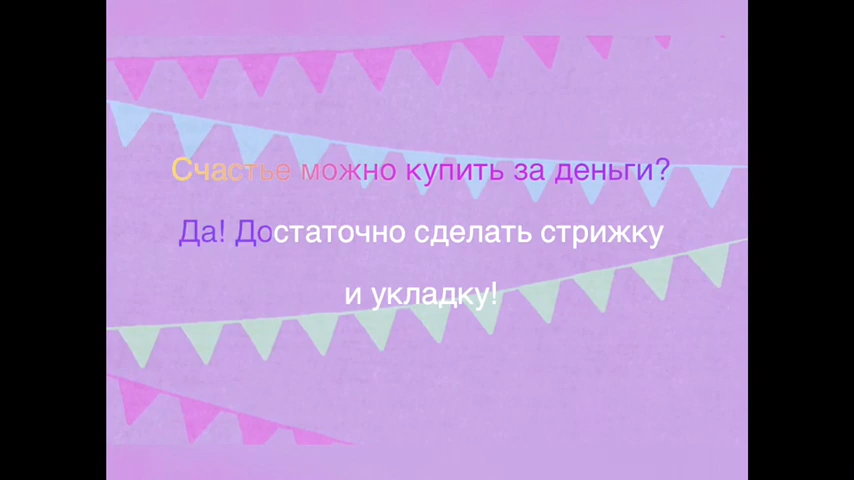 Счастье можно купить за деньги?
Да! Достаточно сделать стрижку
и укладку!